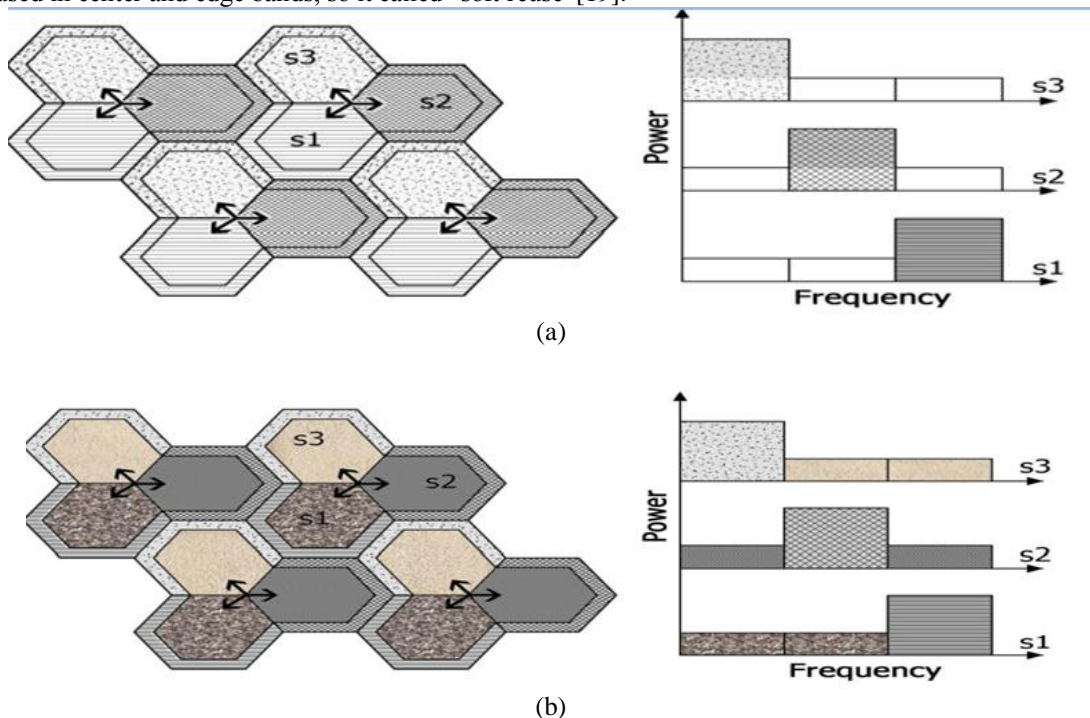 used in center and edge bands, so it called "soft reuse" [19].
s3
s2
s1
Power
s3
s2
s1
Frequency
(a)
s3
s2
s1
Power
s3
s2
s1
Frequency
(b)